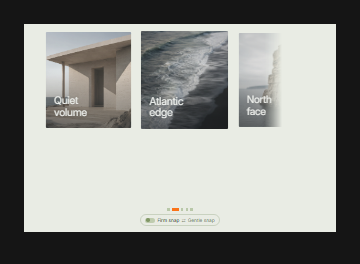 Quiet
volume
Atlantic
edge
North
face
Firm snap ⇌ Gentle snap